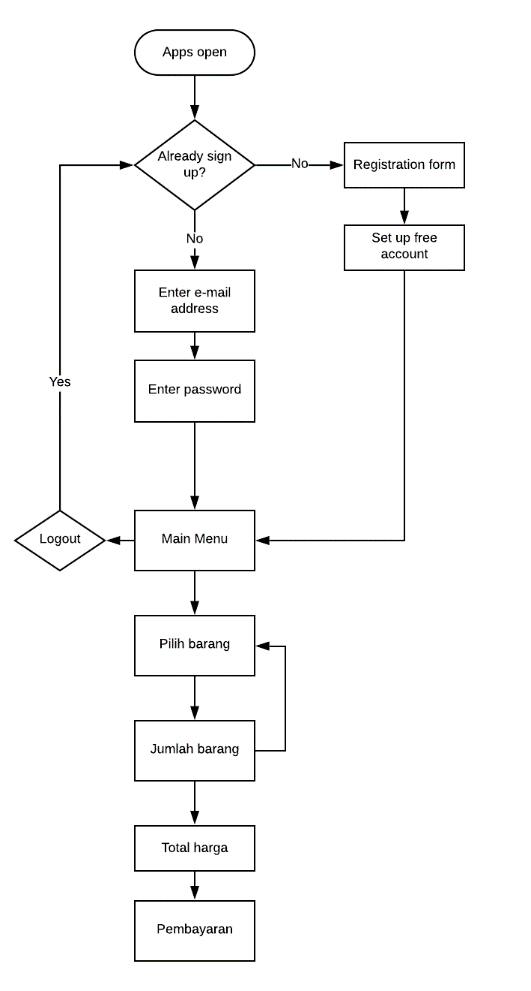 Apps open
Already sign
up?
No
Registration form
No
Set up free
account
Enter e-mail
address
Yes
Enter password
Logout
Main Menu
Pilih barang
Jumlah barang
Total harga
Pembayaran